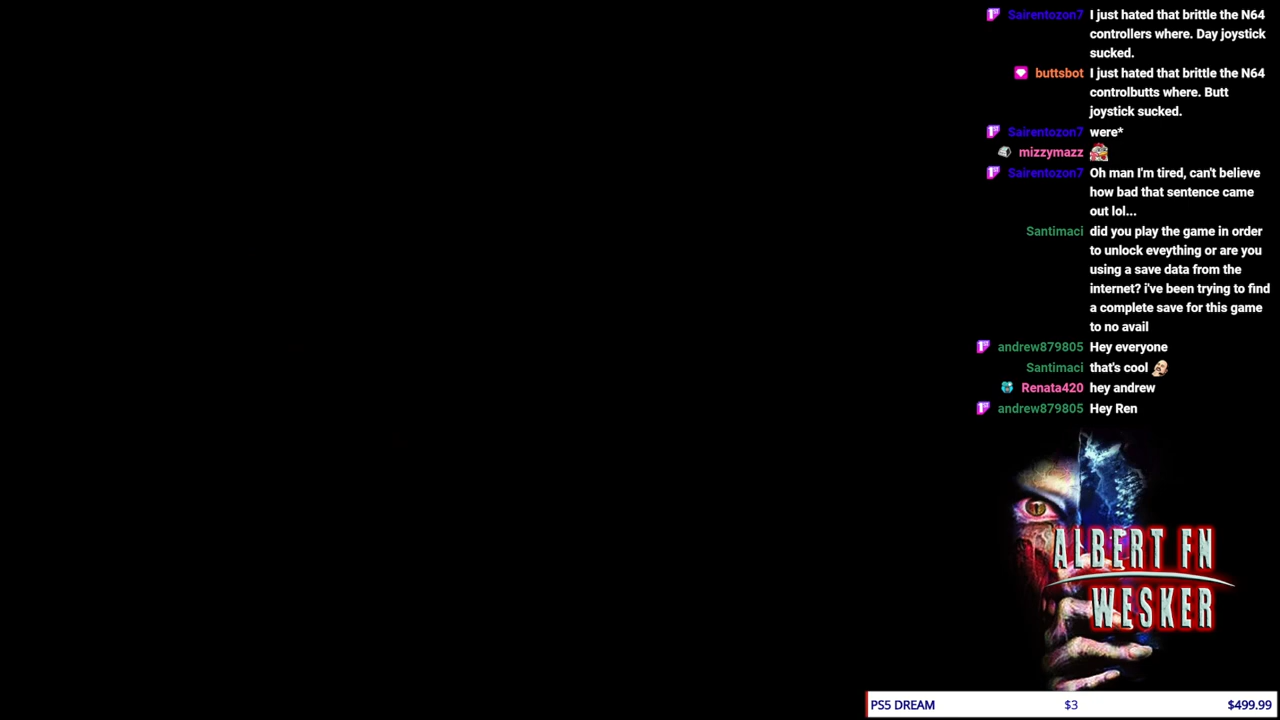 Sairentozon7 I just hated that brittle the N64
controllers where. Day joystick
sucked.
buttsbot I just hated that brittle the N64
controlbutts where. Butt
joystick sucked.
Sairentozon7 were*
mizzymazz
Sairentozon7 Oh man I'm tired, can't believe
how bad that sentence came
out lol...
Santimaci did you play the game in order
to unlock eveything or are you
using a save data from the
internet? i've been trying to find
a complete save for this game
to no avail
andrew879805 Hey everyone
Santimaci that's cool
Renata420 hey andrew
andrew879805 Hey Ren
ALBERT FN
WESKER
PS5 DREAM $3 $499.99